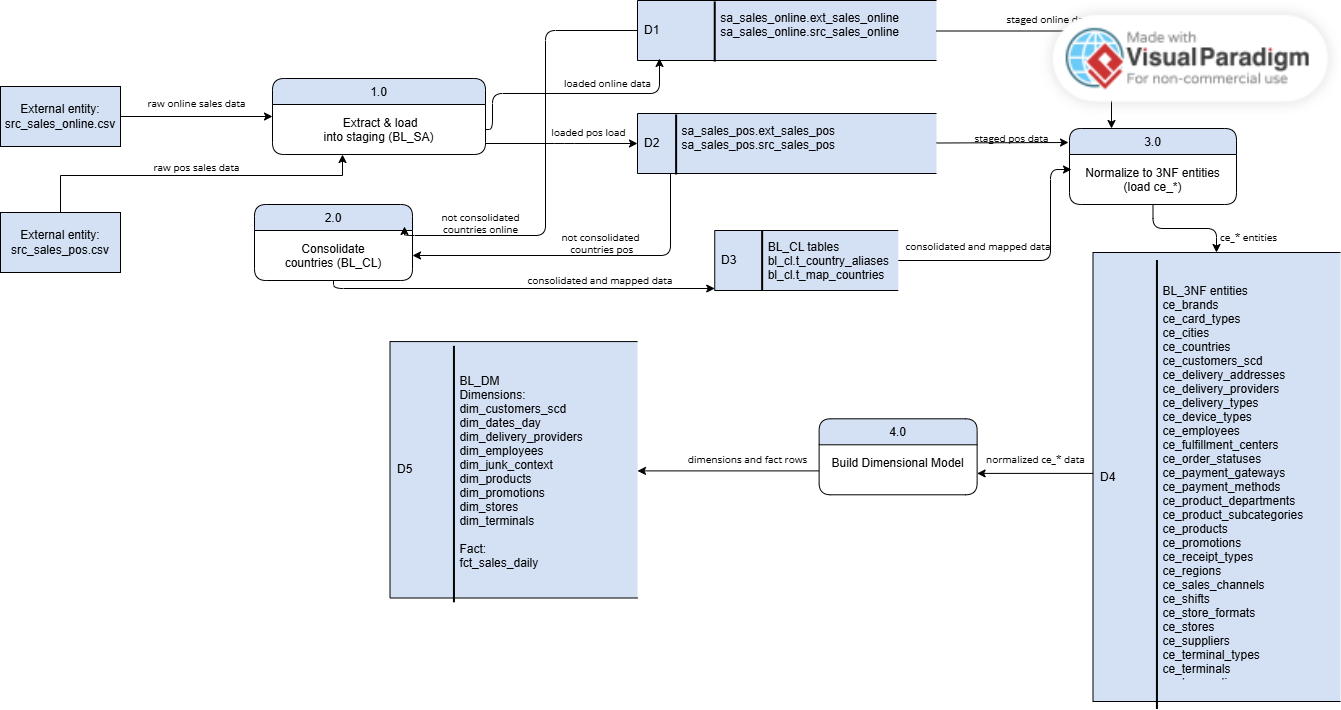 D1
sa_sales_online.ext_sales_online
sa_sales_online.src_sales_online
staged online
Made with
Visual Paradigm
For non-commercial use
External entity:
src_sales_online.csv
raw online sales data
1.0
Extract & load
into staging (BL_SA)
loaded online data
loaded pos load
D2
sa_sales_pos.ext_sales_pos
sa_sales_pos.src_sales_pos
staged pos data
3.0
Normalize to 3NF entities
(load ce_*)
raw pos sales data
External entity:
src_sales_pos.csv
2.0
Consolidate
countries (BL_CL)
not consolidated
countries online
not consolidated
countries pos
consolidated and mapped data
D3
BL_CL tables
bl_cl.t_country_aliases
bl_cl.t_map_countries
consolidated and mapped data
ce_* entities
D4
BL_3NF entities
ce_brands
ce_card_types
ce_cities
ce_countries
ce_customers_scd
ce_delivery_addresses
ce_delivery_providers
ce_delivery_types
ce_device_types
ce_employees
ce_fulfillment_centers
ce_order_statuses
ce_payment_gateways
ce_payment_methods
ce_product_departments
ce_product_subcategories
ce_products
ce_promotions
ce_receipt_types
ce_regions
ce_sales_channels
ce_shifts
ce_store_formats
ce_stores
ce_suppliers
ce_terminal_types
ce_terminals
normalized ce_* data
4.0
Build Dimensional Model
dimensions and fact rows
D5
BL_DM
Dimensions:
dim_customers_scd
dim_dates_day
dim_delivery_providers
dim_employees
dim_junk_context
dim_products
dim_promotions
dim_stores
dim_terminals
Fact:
fct_sales_daily